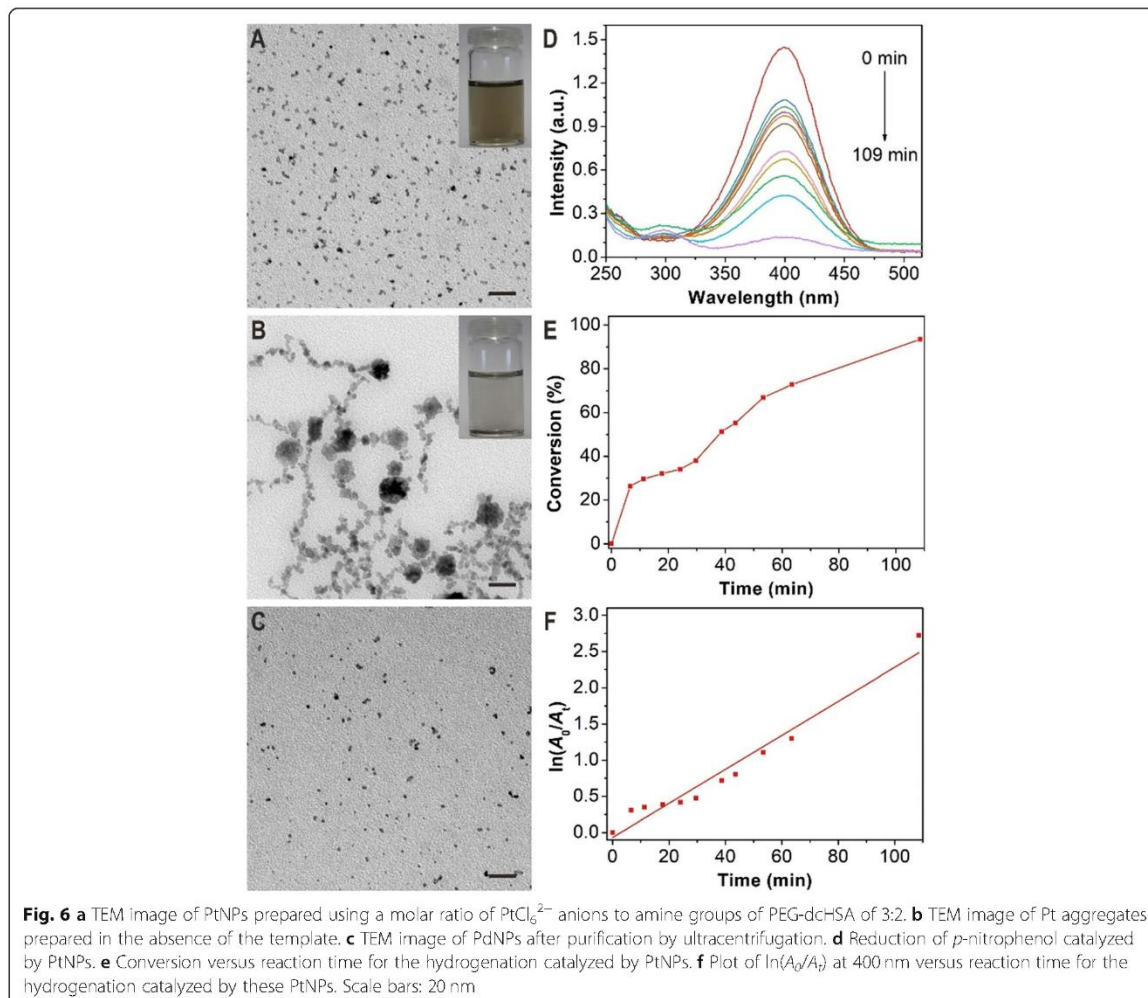 A
B
C
D
0 min
109 min
Intensity (a.u.)
1.5
1.2
0.9
0.6
0.3
0.0
250 300 350 400 450 500
Wavelength (nm)
E
Conversion (%)
100
80
60
40
20
0
0 20 40 60 80 100
Time (min)
F
ln(A₀/Aₜ)
3.0
2.5
2.0
1.5
1.0
0.5
0.0
0 20 40 60 80 100
Time (min)
Fig. 6 a TEM image of PtNPs prepared using a molar ratio of PtCl₆²⁻ anions to amine groups of PEG-dcHSA of 3:2. b TEM image of Pt aggregates
prepared in the absence of the template. c TEM image of PdNPs after purification by ultracentrifugation. d Reduction of p-nitrophenol catalyzed
by PtNPs. e Conversion versus reaction time for the hydrogenation catalyzed by PtNPs. f Plot of ln(A₀/Aₜ) at 400 nm versus reaction time for the
hydrogenation catalyzed by these PtNPs. Scale bars: 20 nm